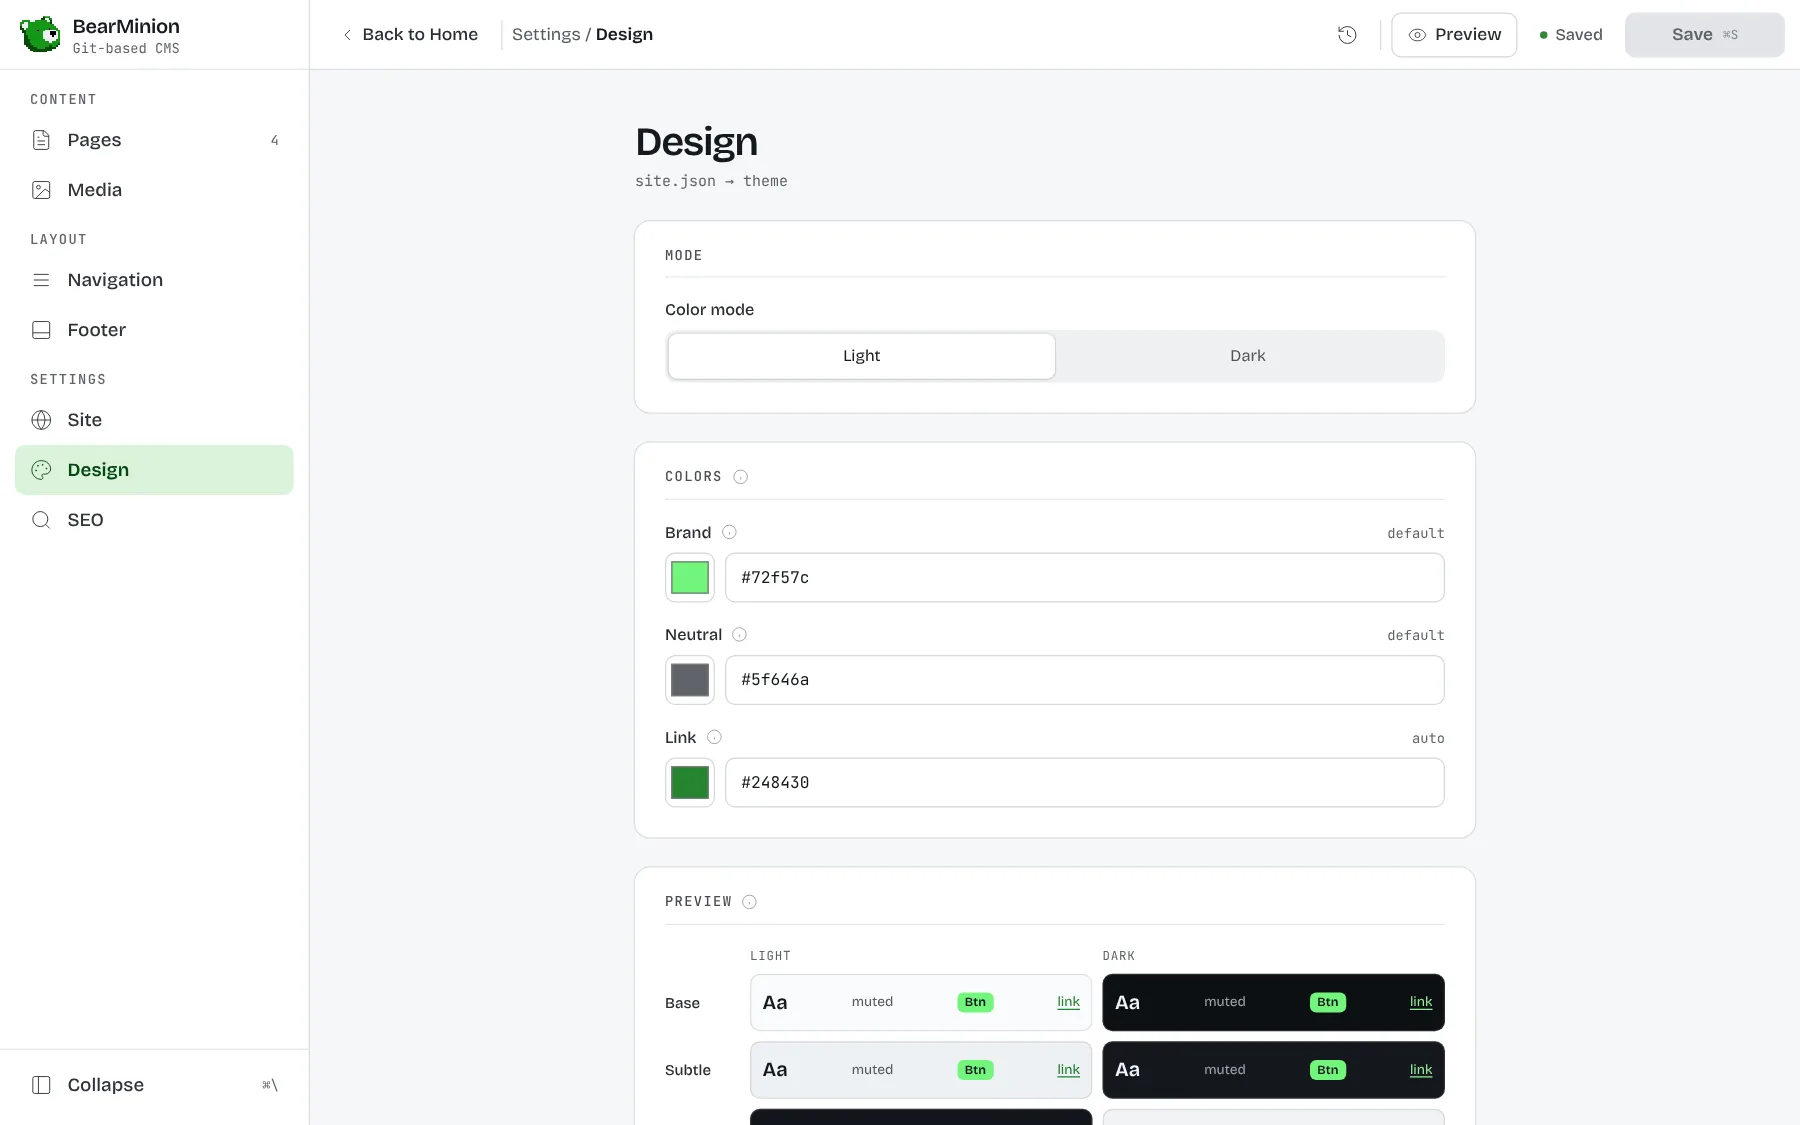 BearMinion
Git-based CMS
Back to Home
Settings / Design
Preview
Saved
Save ⌘S
CONTENT
Pages 4
Media
LAYOUT
Navigation
Footer
SETTINGS
Site
Design
SEO
Collapse ⌘\
Design
site.json → theme
MODE
Color mode
Light Dark
COLORS
Brand default
#72f57c
Neutral default
#5f646a
Link auto
#248430
PREVIEW
LIGHT DARK
Base Aa muted Btn link Aa muted Btn link
Subtle Aa muted Btn link Aa muted Btn link